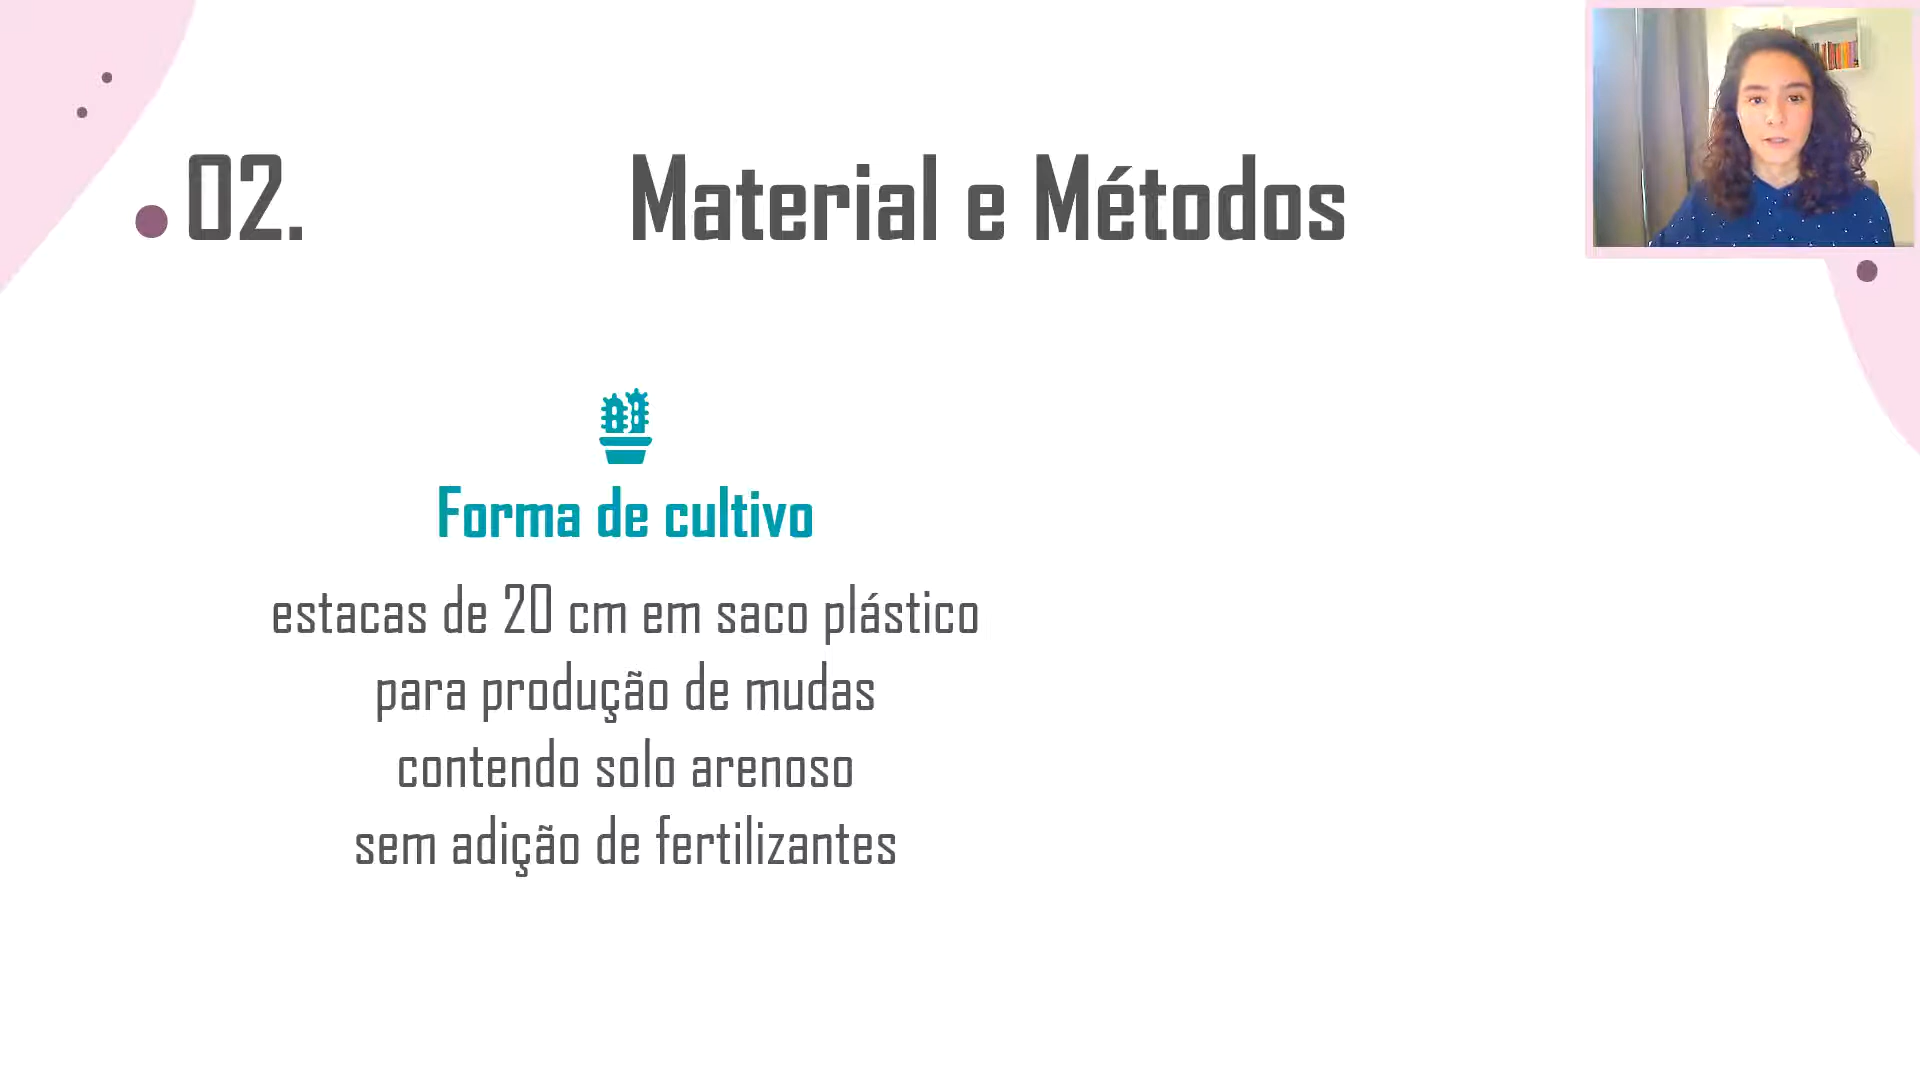 02.
Material e Métodos
Forma de cultivo
estacas de 20 cm em saco plástico
para produção de mudas
contendo solo arenoso
sem adição de fertilizantes